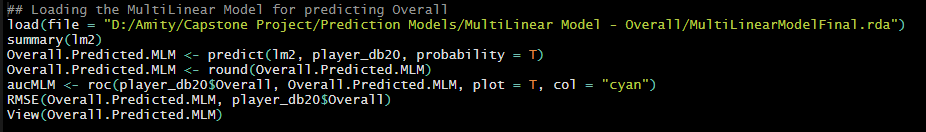 ## Loading the MultiLinear Model for predicting Overall
load(file = "D:/Amity/Capstone Project/Prediction Models/MultiLinear Model - Overall/MultiLinearModelFinal.rda")
summary(lm2)
Overall.Predicted.MLM <- predict(lm2, player_db20, probability = T)
Overall.Predicted.MLM <- round(Overall.Predicted.MLM)
aucMLM <- roc(player_db20$Overall, Overall.Predicted.MLM, plot = T, col = "cyan")
RMSE(Overall.Predicted.MLM, player_db20$Overall)
View(Overall.Predicted.MLM)